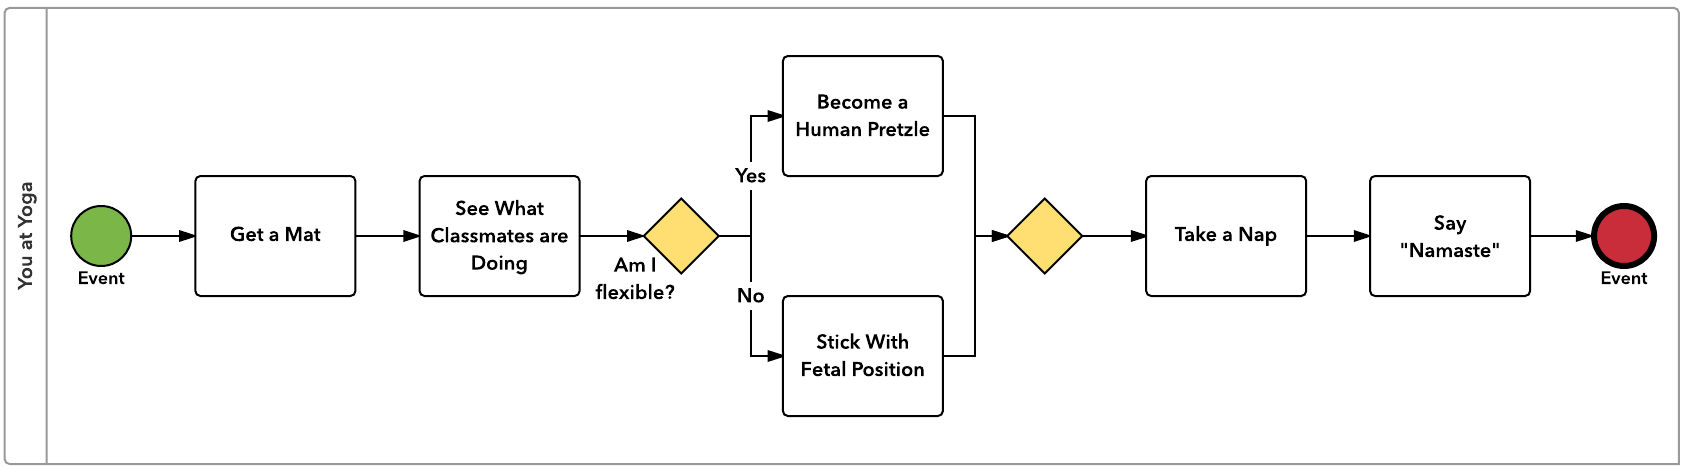 You at Yoga
Event
Get a Mat
See What
Classmates are
Doing
Am I
flexible?
Yes
No
Become a
Human Pretzle
Stick With
Fetal Position
Take a Nap
Say
"Namaste"
Event